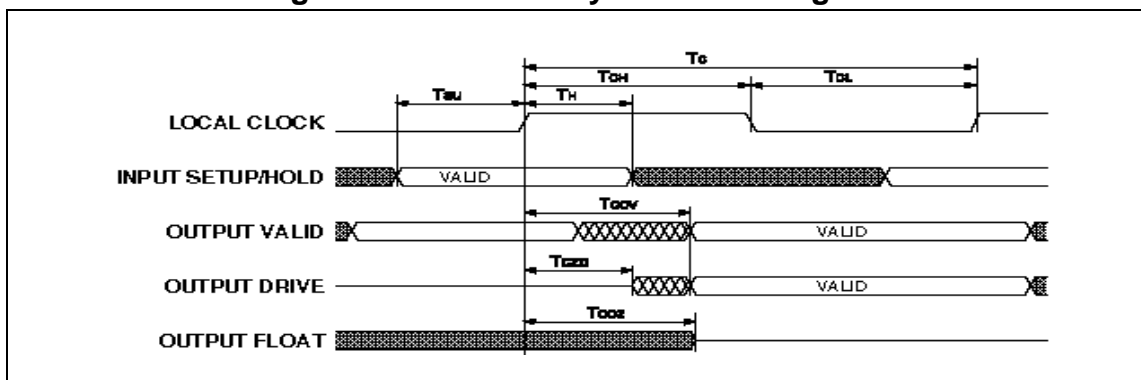 Tc
TCH TCL
TSU TH
LOCAL CLOCK
INPUT SETUP/HOLD VALID
TCOV
OUTPUT VALID VALID
TCZO
OUTPUT DRIVE VALID
TCOZ
OUTPUT FLOAT